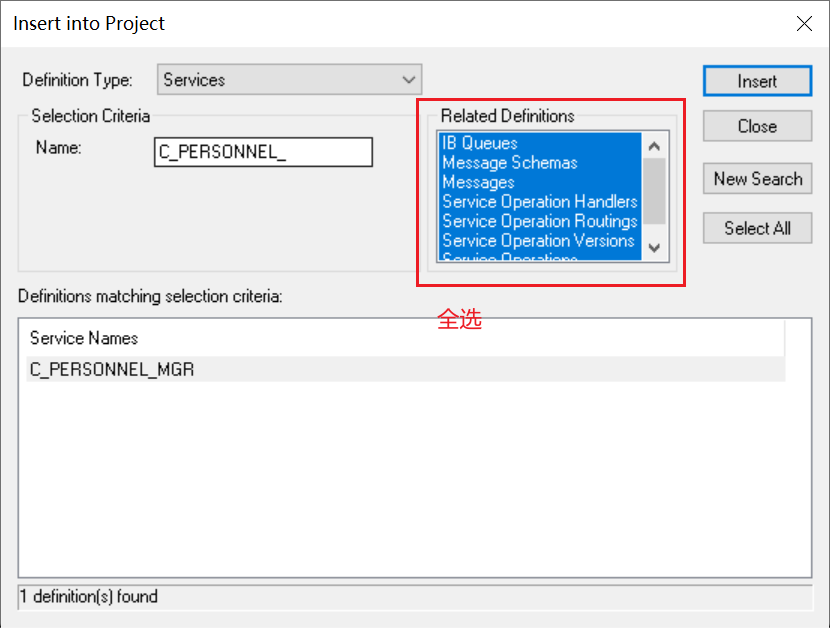 Insert into Project
Definition Type:
Services
Insert
Selection Criteria
Related Definitions
Close
Name:
C_PERSONNEL_
IB Queues
Message Schemas
Messages
Service Operation Handlers
Service Operation Routings
Service Operation Versions
Service Operations
New Search
Select All
Definitions matching selection criteria:
全选
Service Names
C_PERSONNEL_MGR
1 definition(s) found